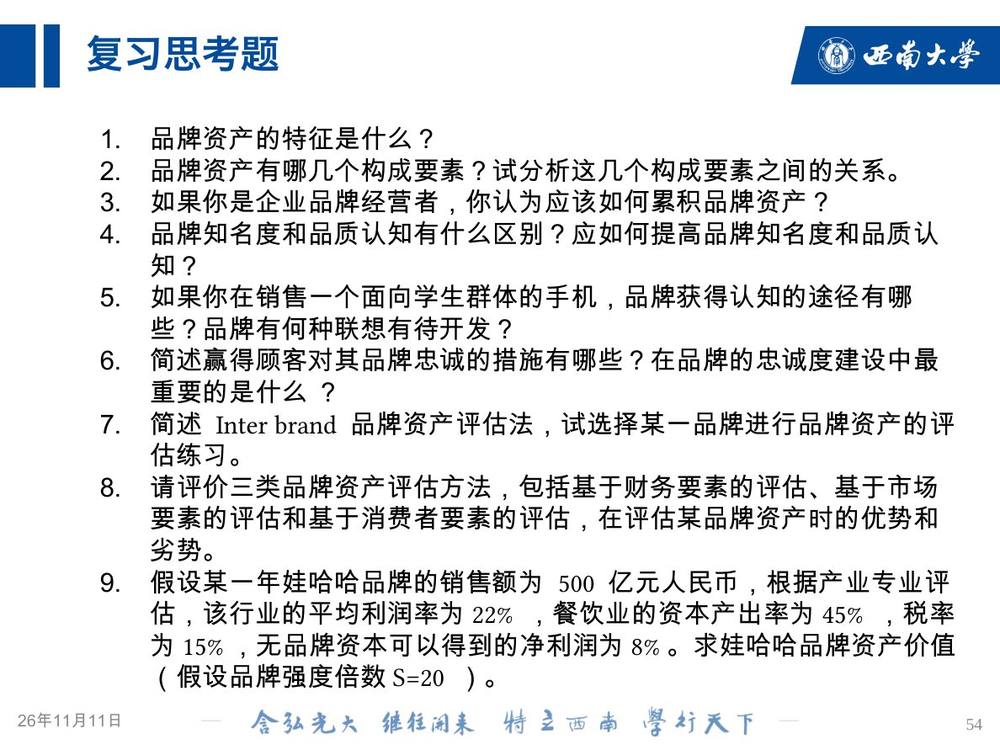 复习思考题
西南大学
1. 品牌资产的特征是什么？
2. 品牌资产有哪几个构成要素？试分析这几个构成要素之间的关系。
3. 如果你是企业品牌经营者，你认为应该如何累积品牌资产？
4. 品牌知名度和品质认知有什么区别？应如何提高品牌知名度和品质认
知？
5. 如果你在销售一个面向学生群体的手机，品牌获得认知的途径有哪
些？品牌有何种联想有待开发？
6. 简述赢得顾客对其品牌忠诚的措施有哪些？在品牌的忠诚度建设中最
重要的是什么 ？
7. 简述 Inter brand 品牌资产评估法，试选择某一品牌进行品牌资产的评
估练习。
8. 请评价三类品牌资产评估方法，包括基于财务要素的评估、基于市场
要素的评估和基于消费者要素的评估，在评估某品牌资产时的优势和
劣势。
9. 假设某一年娃哈哈品牌的销售额为 500 亿元人民币，根据产业专业评
估，该行业的平均利润率为 22% ，餐饮业的资本产出率为 45% ，税率
为 15% ，无品牌资本可以得到的净利润为 8% 。求娃哈哈品牌资产价值
（假设品牌强度倍数 S=20 ）。
26年11月11日
含弘光大 继往开来 特立西南 學行天下
54